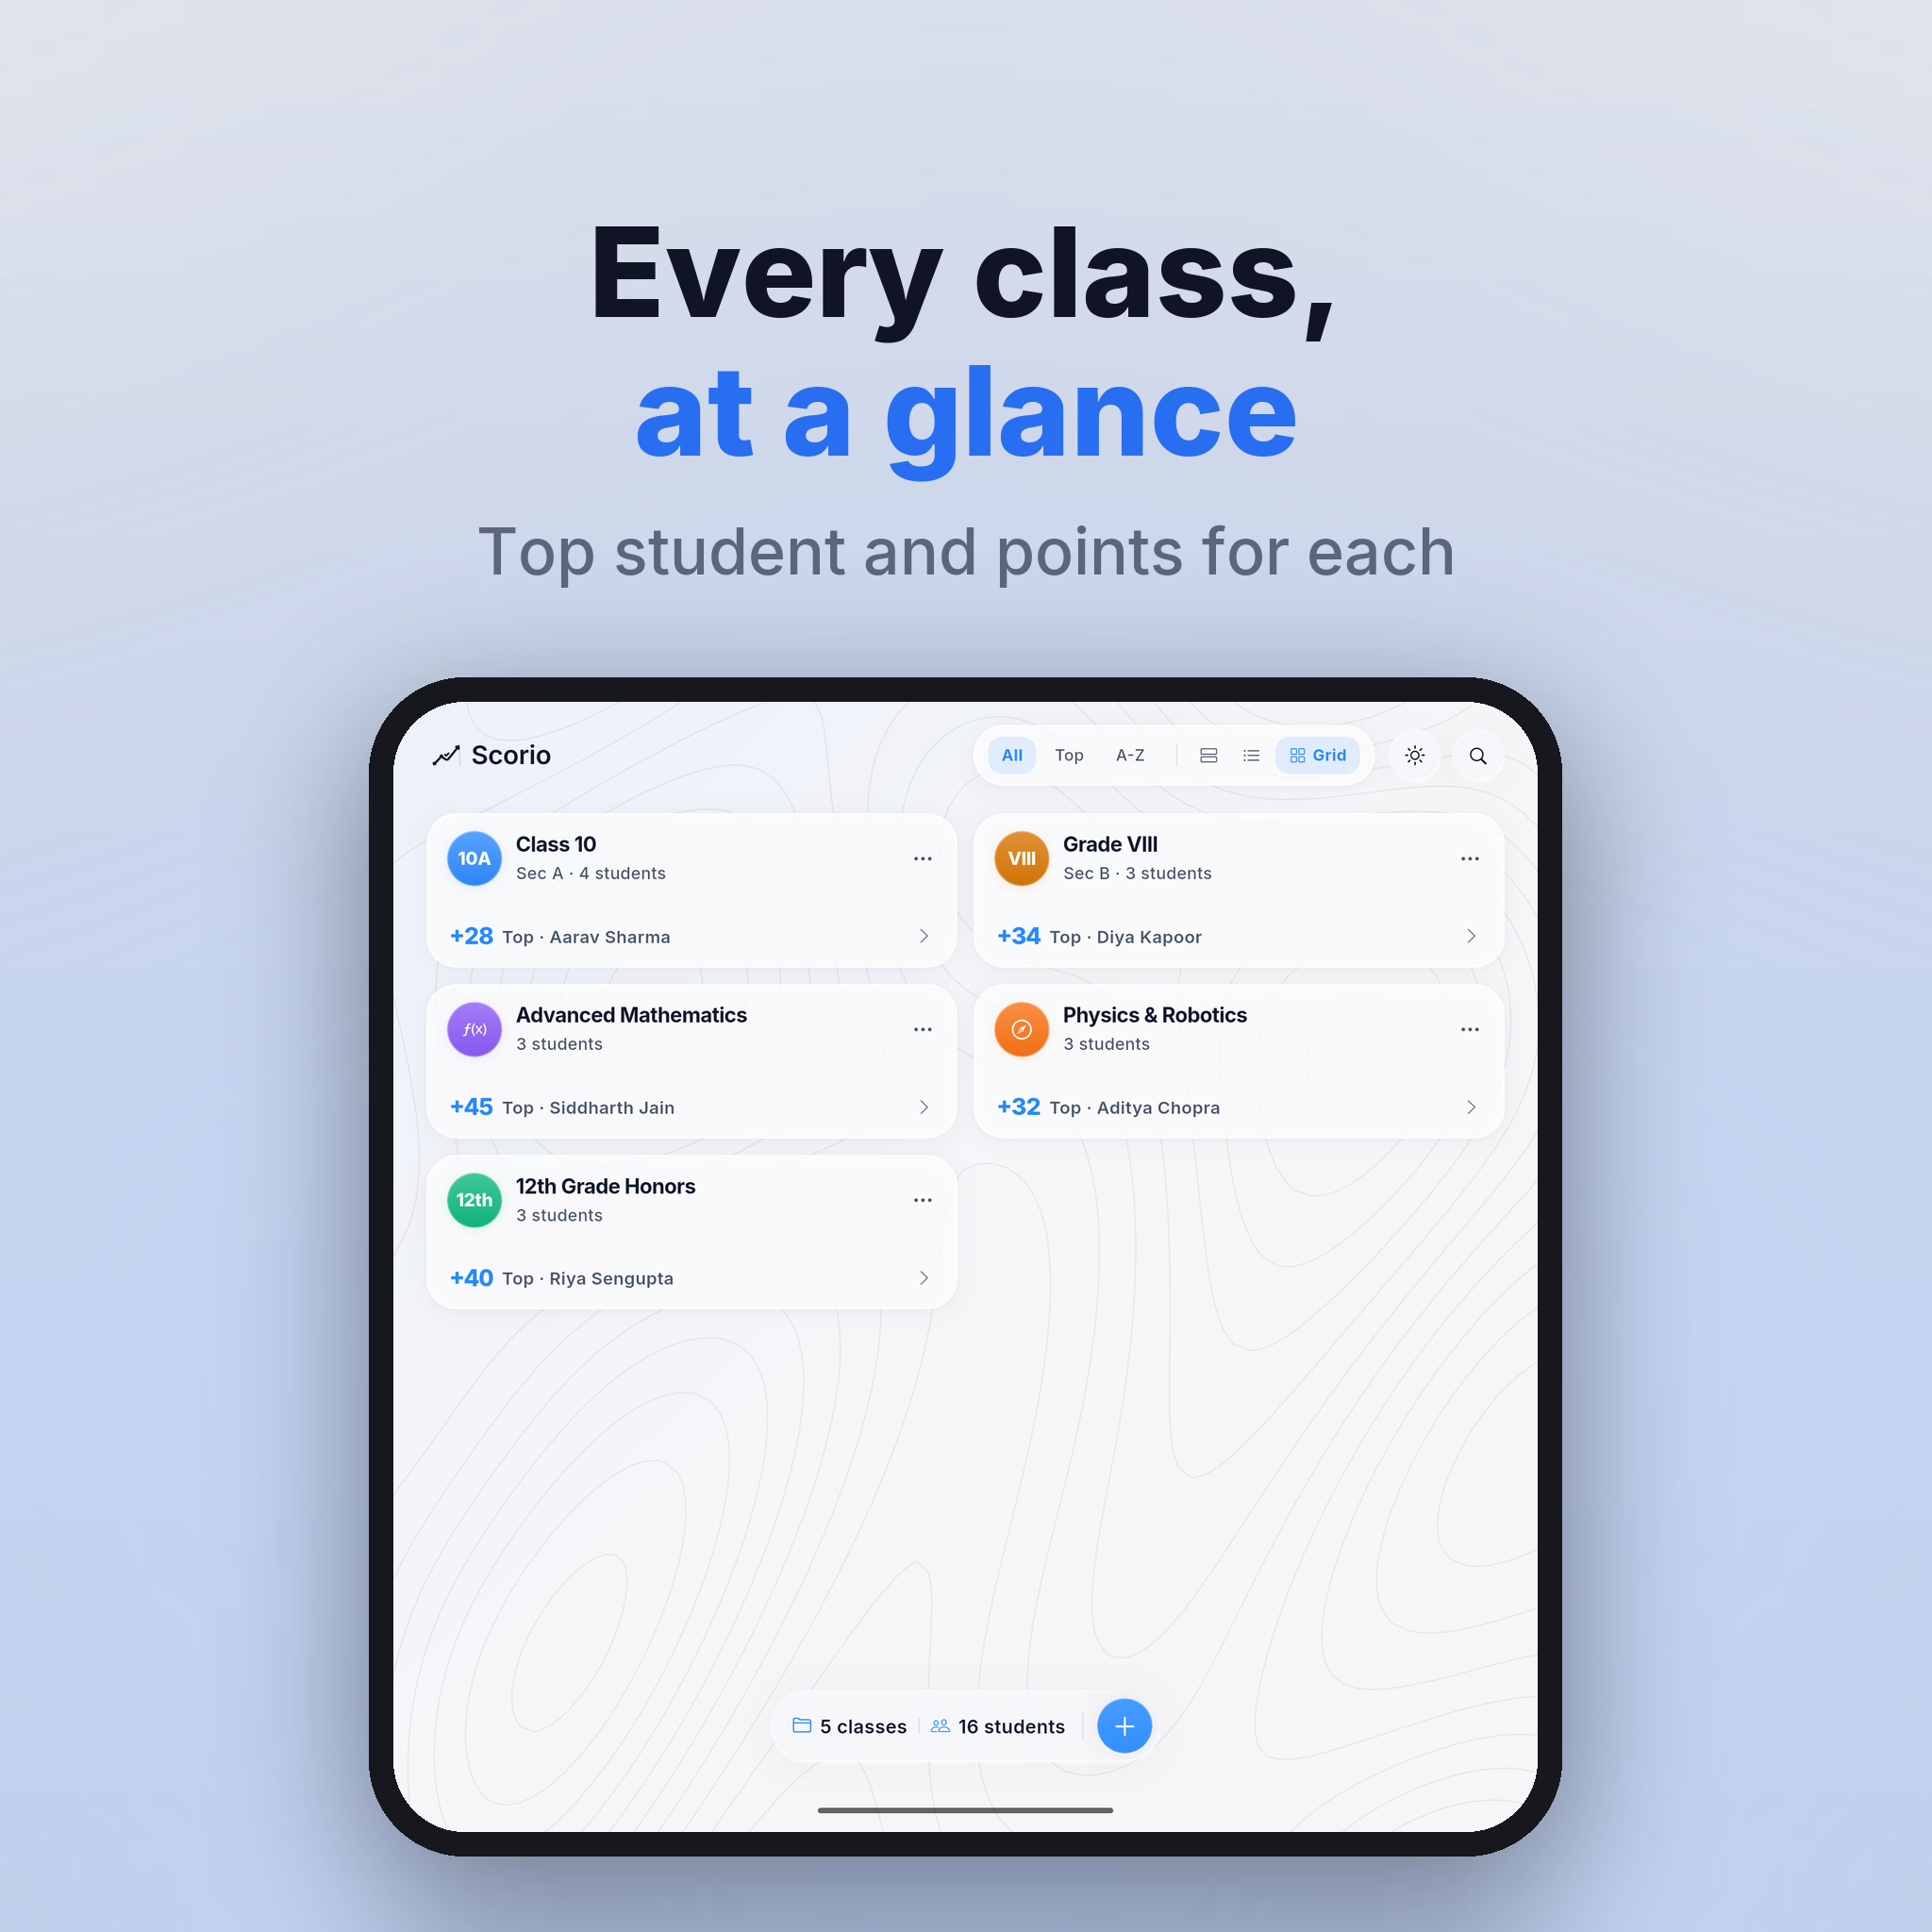 Every class,
at a glance
Top student and points for each
Scorio
All Top A-Z Grid
10A
Class 10
Sec A · 4 students
+28 Top · Aarav Sharma
VIII
Grade VIII
Sec B · 3 students
+34 Top · Diya Kapoor
f(x)
Advanced Mathematics
3 students
+45 Top · Siddharth Jain
Physics & Robotics
3 students
+32 Top · Aditya Chopra
12th
12th Grade Honors
3 students
+40 Top · Riya Sengupta
5 classes 16 students